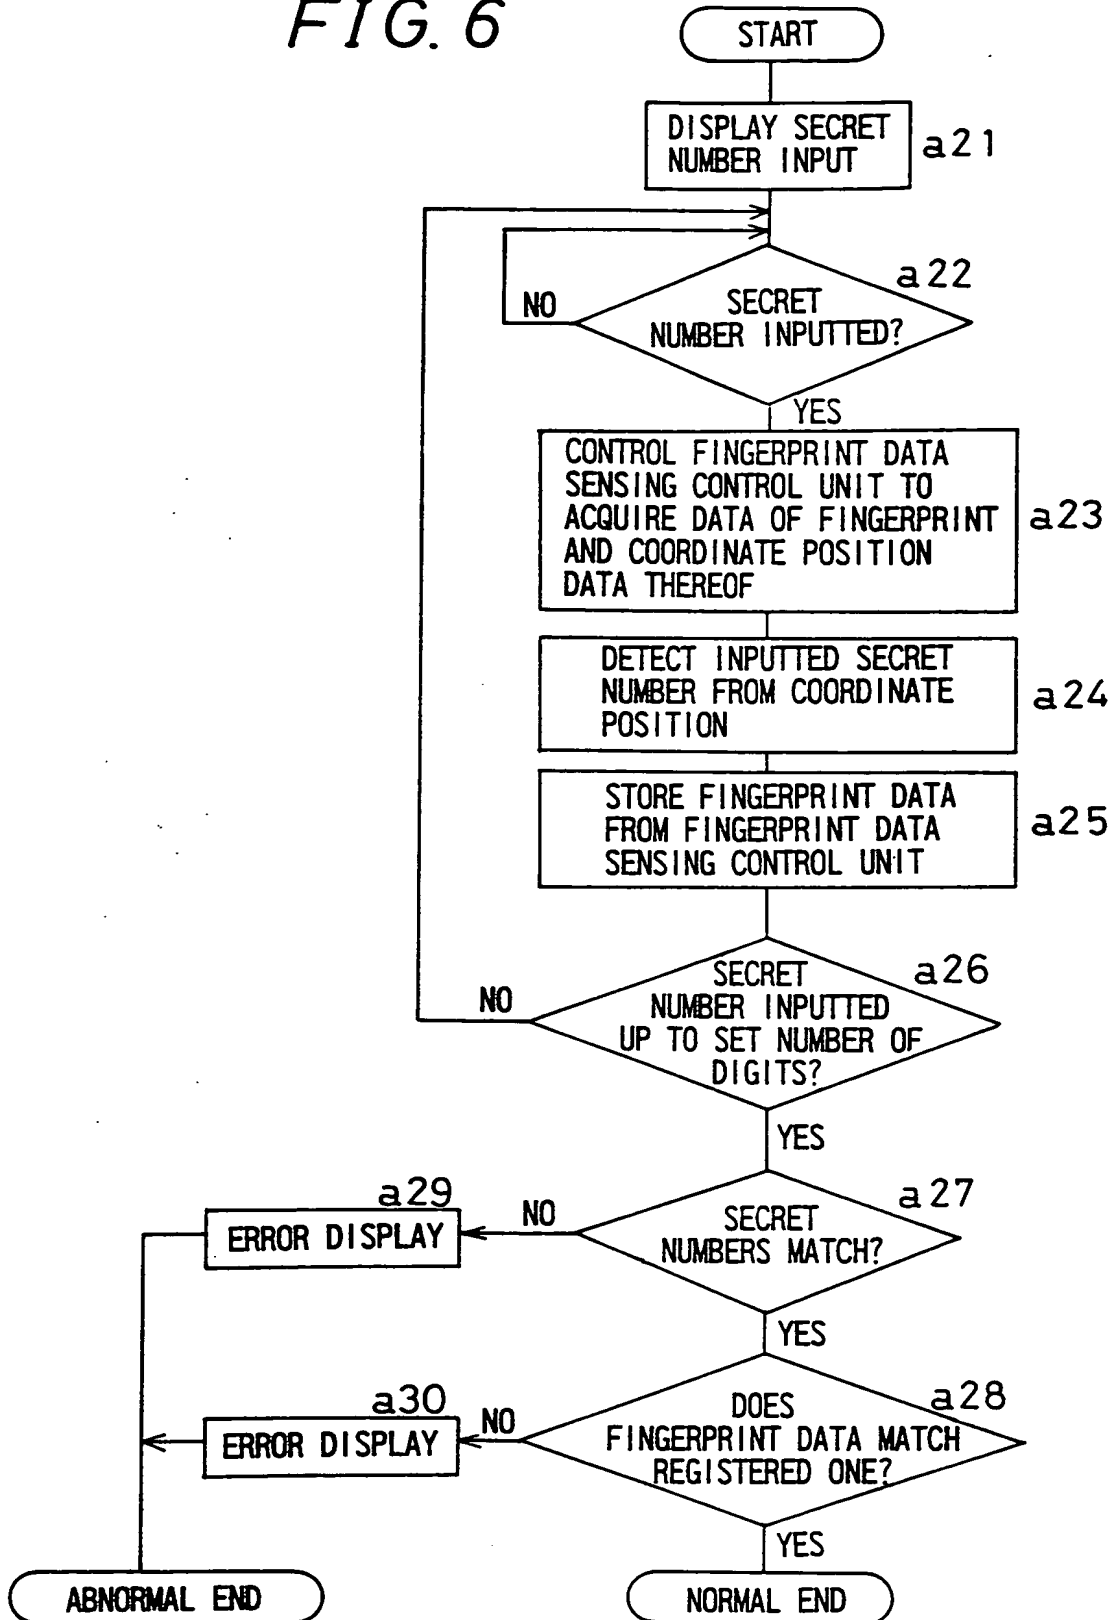 FIG. 6
START
DISPLAY SECRET
NUMBER INPUT
a21
a22
SECRET
NUMBER INPUTTED?
NO
YES
CONTROL FINGERPRINT DATA
SENSING CONTROL UNIT TO
ACQUIRE DATA OF FINGERPRINT
AND COORDINATE POSITION
DATA THEREOF
a23
DETECT INPUTTED SECRET
NUMBER FROM COORDINATE
POSITION
a24
STORE FINGERPRINT DATA
FROM FINGERPRINT DATA
SENSING CONTROL UNIT
a25
a26
SECRET
NUMBER INPUTTED
UP TO SET NUMBER OF
DIGITS?
NO
YES
a27
SECRET
NUMBERS MATCH?
NO
a29
ERROR DISPLAY
YES
a28
DOES
FINGERPRINT DATA MATCH
REGISTERED ONE?
NO
a30
ERROR DISPLAY
YES
ABNORMAL END
NORMAL END